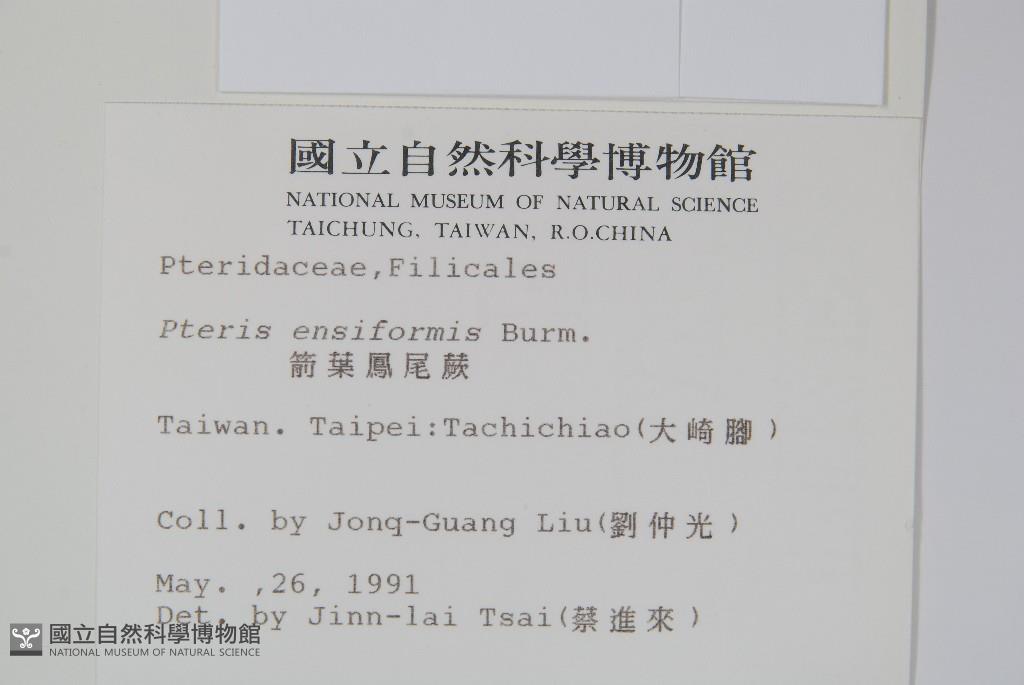 國立自然科學博物館
NATIONAL MUSEUM OF NATURAL SCIENCE
TAICHUNG, TAIWAN, R.O.CHINA
Pteridaceae,Filicales
Pteris ensiformis Burm.
箭葉鳳尾蕨
Taiwan. Taipei:Tachichiao(大崎腳)
Coll. by Jonq-Guang Liu(劉仲光)
May. ,26, 1991
Det. by Jinn-lai Tsai(蔡進來)
國立自然科學博物館
NATIONAL MUSEUM OF NATURAL SCIENCE